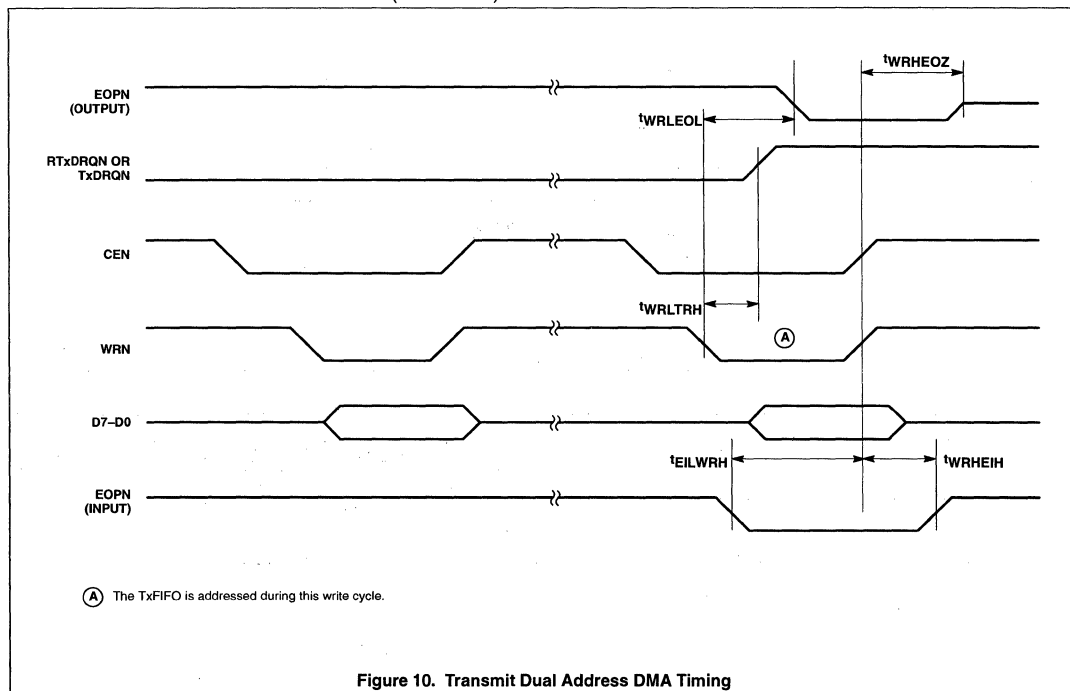 tWRHEOZ
EOPN
(OUTPUT)
tWRLEOL
RTxDRQN OR
TxDRQN
CEN
tWRLTRH
WRN
A
D7–D0
tEILWRH
tWRHEIH
EOPN
(INPUT)
A The TxFIFO is addressed during this write cycle.
Figure 10. Transmit Dual Address DMA Timing